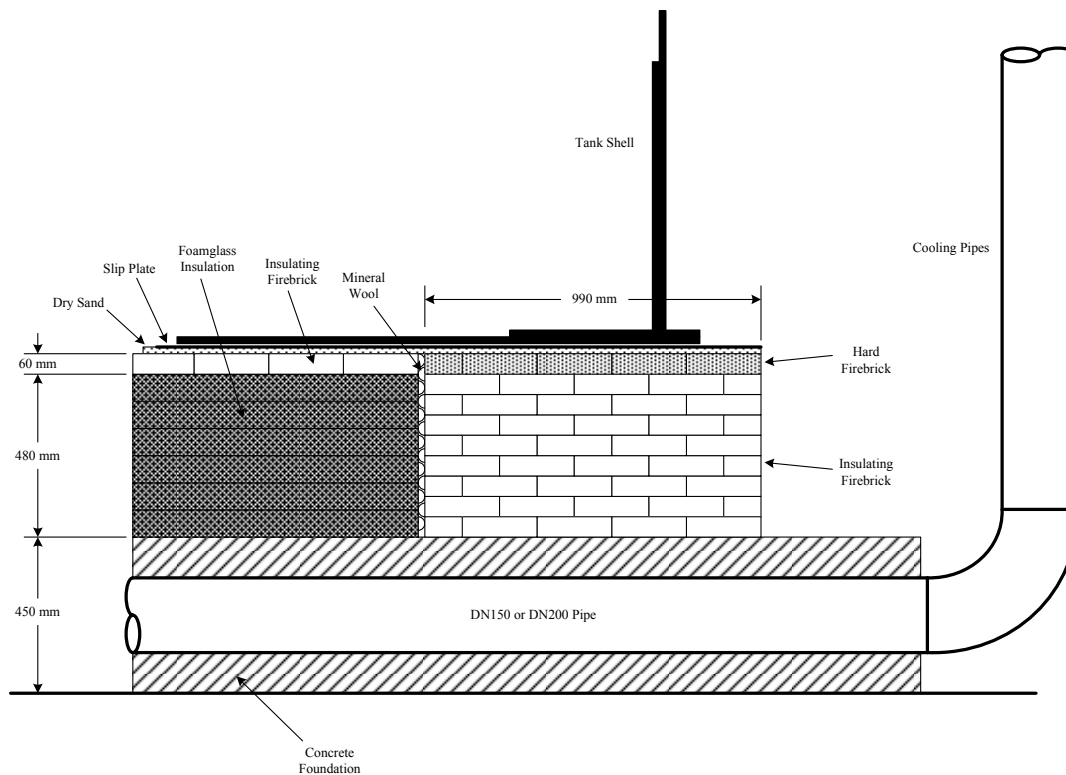 Tank Shell
Cooling Pipes
Foamglass
Insulation
Insulating
Firebrick
Slip Plate
Mineral
Wool
Dry Sand
990 mm
60 mm
Hard
Firebrick
480 mm
Insulating
Firebrick
450 mm
DN150 or DN200 Pipe
Concrete
Foundation